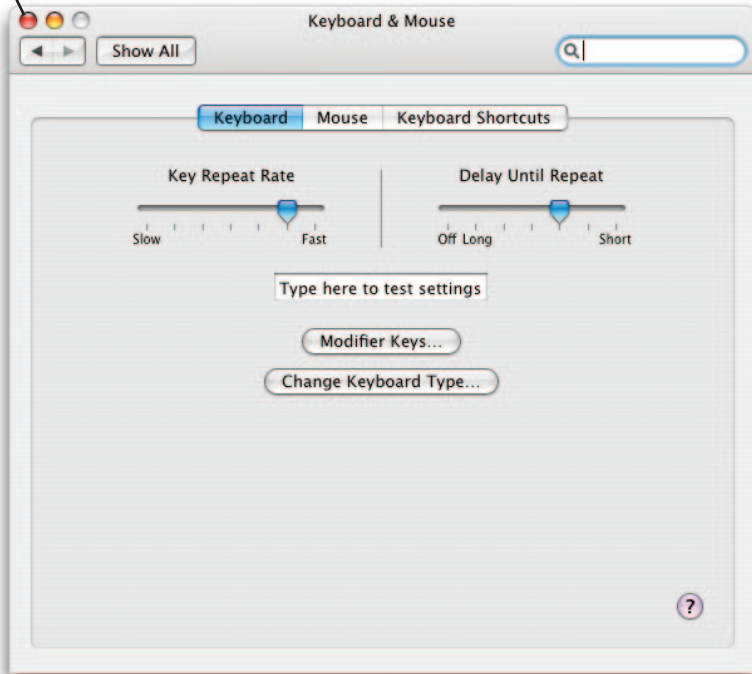 Keyboard & Mouse
Show All
Keyboard Mouse Keyboard Shortcuts
Key Repeat Rate Delay Until Repeat
Slow Fast Off Long Short
Type here to test settings
Modifier Keys...
Change Keyboard Type...
?